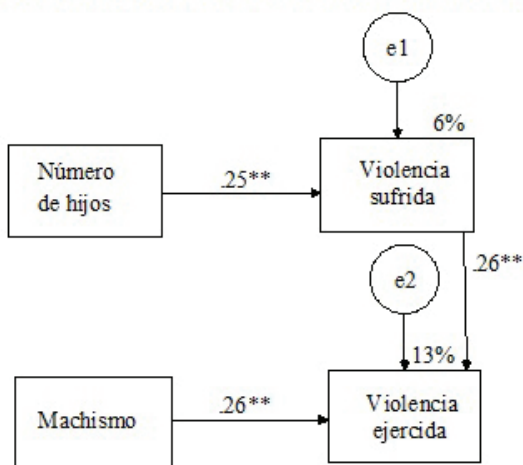 e1
6%
Número
de hijos
.25**
Violencia
sufrida
.26**
e2
13%
Machismo
.26**
Violencia
ejercida